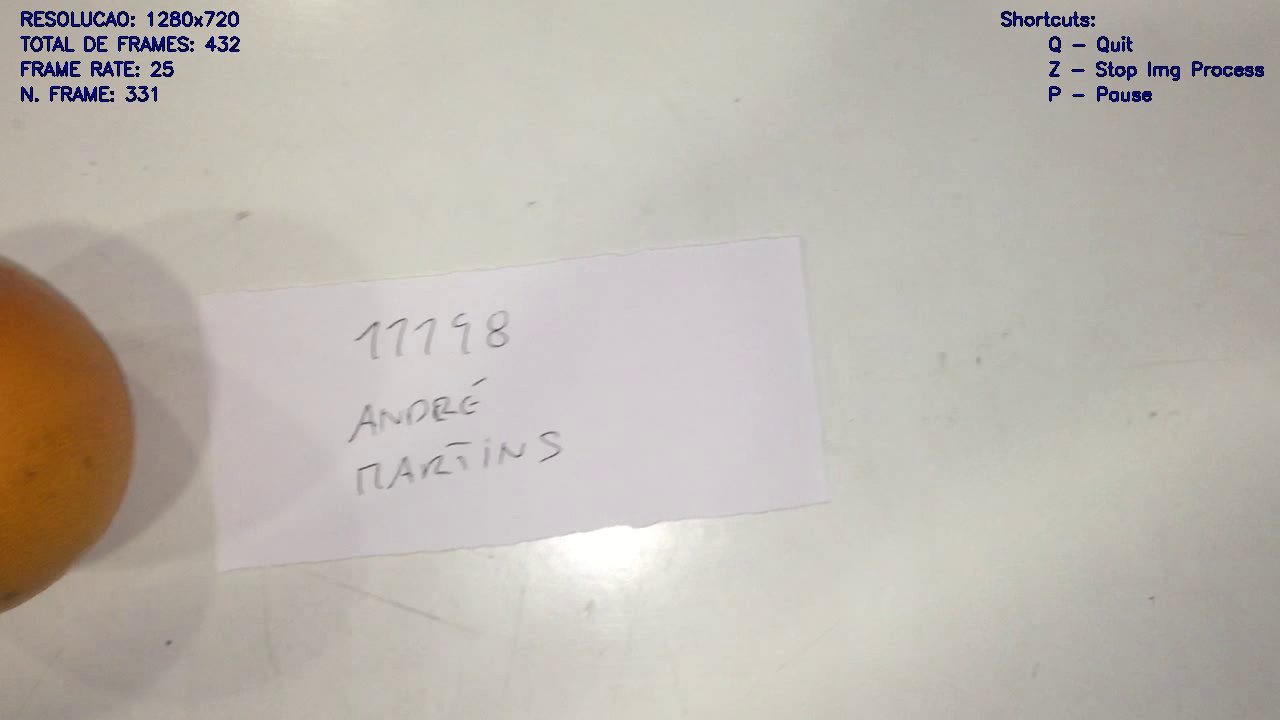 RESOLUCAO: 1280x720
TOTAL DE FRAMES: 432
FRAME RATE: 25
N. FRAME: 331
Shortcuts:
Q - Quit
Z - Stop Img Process
P - Pause
11198
ANDRÉ
MARTINS